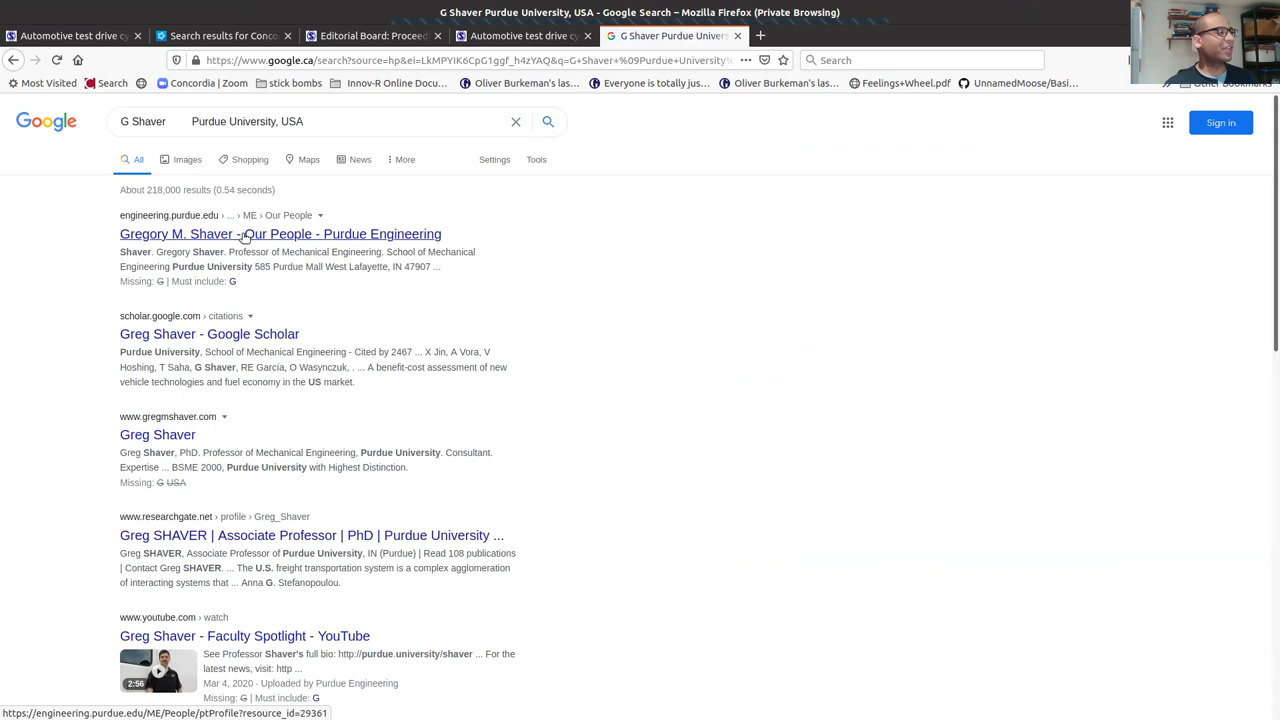 G Shaver Purdue University, USA - Google Search – Mozilla Firefox (Private Browsing)
Automotive test drive cy
Search results for Conco
Editorial Board: Proceed
Automotive test drive cy
G Shaver Purdue Univers
https://www.google.ca/search?source=hp&ei=LkMPYIK6CpG1ggf_h4zYAQ&q=G+Shaver+%09Purdue+University%
Search
Most Visited
Search
Concordia | Zoom
stick bombs
Innov-R Online Docu...
Oliver Burkeman's las...
Everyone is totally jus...
Oliver Burkeman's las...
Feelings+Wheel.pdf
UnnamedMoose/Basi...
Other Bookmarks
Google
G Shaver Purdue University, USA
Sign in
All
Images
Shopping
Maps
News
More
Settings
Tools
About 218,000 results (0.54 seconds)
engineering.purdue.edu › ... › ME › Our People
Gregory M. Shaver - Our People - Purdue Engineering
Shaver. Gregory Shaver. Professor of Mechanical Engineering. School of Mechanical
Engineering Purdue University 585 Purdue Mall West Lafayette, IN 47907 ...
Missing: G | Must include: G
scholar.google.com › citations
Greg Shaver - Google Scholar
Purdue University, School of Mechanical Engineering - Cited by 2467 ... X Jin, A Vora, V
Hoshing, T Saha, G Shaver, RE García, O Wasynczuk, . ... A benefit-cost assessment of new
vehicle technologies and fuel economy in the US market.
www.gregmshaver.com
Greg Shaver
Greg Shaver, PhD. Professor of Mechanical Engineering, Purdue University. Consultant.
Expertise ... BSME 2000, Purdue University with Highest Distinction.
Missing: G USA
www.researchgate.net › profile › Greg_Shaver
Greg SHAVER | Associate Professor | PhD | Purdue University ...
Greg SHAVER, Associate Professor of Purdue University, IN (Purdue) | Read 108 publications
| Contact Greg SHAVER. ... The U.S. freight transportation system is a complex agglomeration
of interacting systems that ... Anna G. Stefanopoulou.
www.youtube.com › watch
Greg Shaver - Faculty Spotlight - YouTube
See Professor Shaver's full bio: http://purdue.university/shaver ... For the
latest news, visit: http ...
2:56
Mar 4, 2020 · Uploaded by Purdue Engineering
Missing: G | Must include: G
https://engineering.purdue.edu/ME/People/ptProfile?resource_id=29361